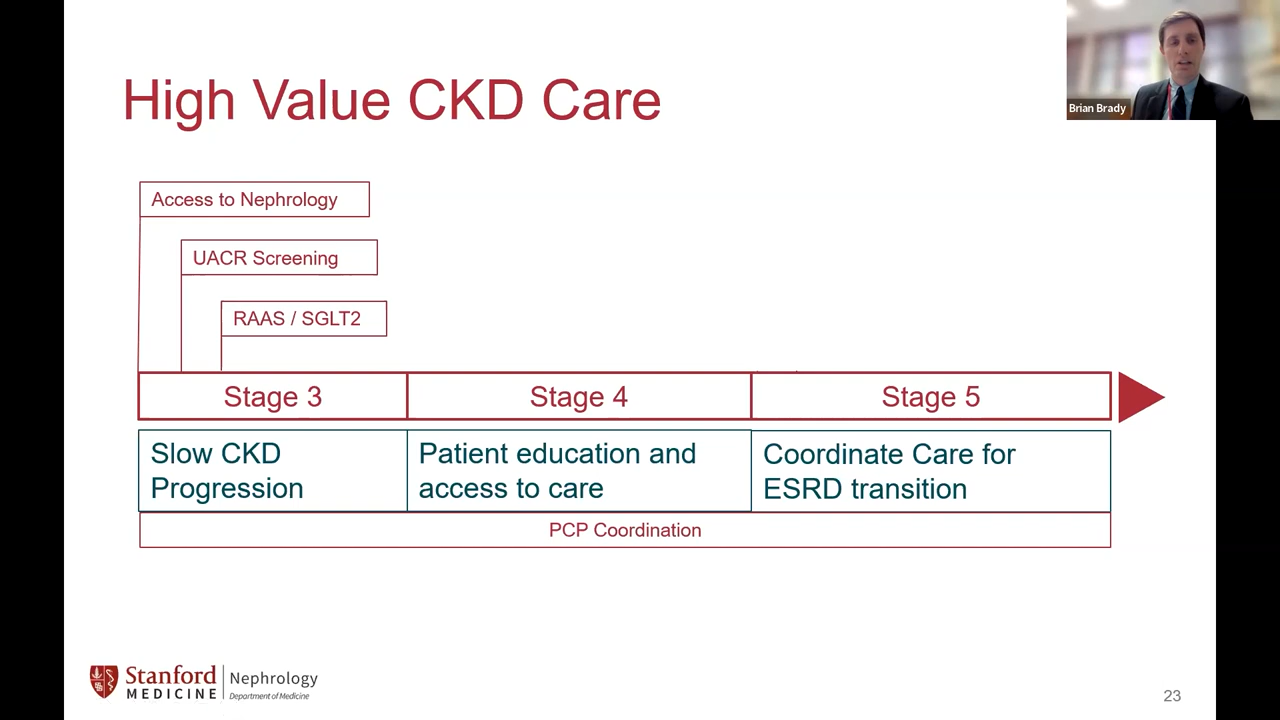 High Value CKD Care
Brian Brady
Access to Nephrology
UACR Screening
RAAS / SGLT2
Stage 3
Stage 4
Stage 5
Slow CKD
Progression
Patient education and
access to care
Coordinate Care for
ESRD transition
PCP Coordination
Stanford
MEDICINE
Nephrology
Department of Medicine
23